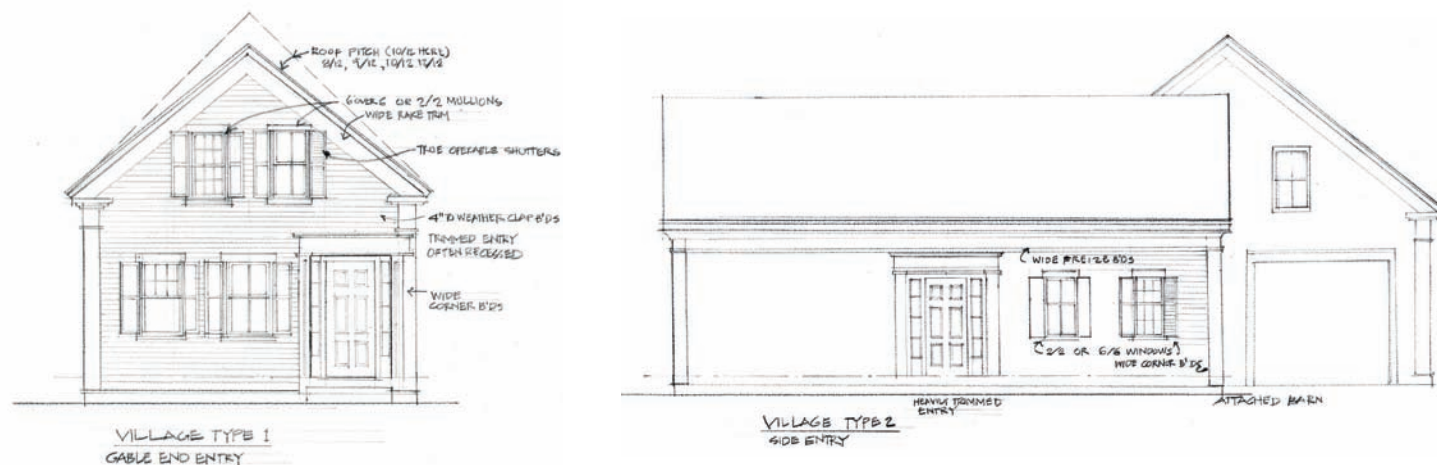 ROOF PITCH (10/12 HERE)
8/12, 9/12, 10/12 12/12
6 OVER 6 OR 2/2 MULLIONS
WIDE RAKE TRIM
TRUE OPERABLE SHUTTERS
4" TO WEATHER CLAP B'DS
TRIMMED ENTRY
OFTEN RECESSED
WIDE
CORNER B'DS
VILLAGE TYPE 1
GABLE END ENTRY
WIDE FREIZE B'DS
2/2 OR 6/6 WINDOWS
WIDE CORNER B'DS
HEAVILY TRIMMED
ENTRY
ATTACHED BARN
VILLAGE TYPE 2
SIDE ENTRY